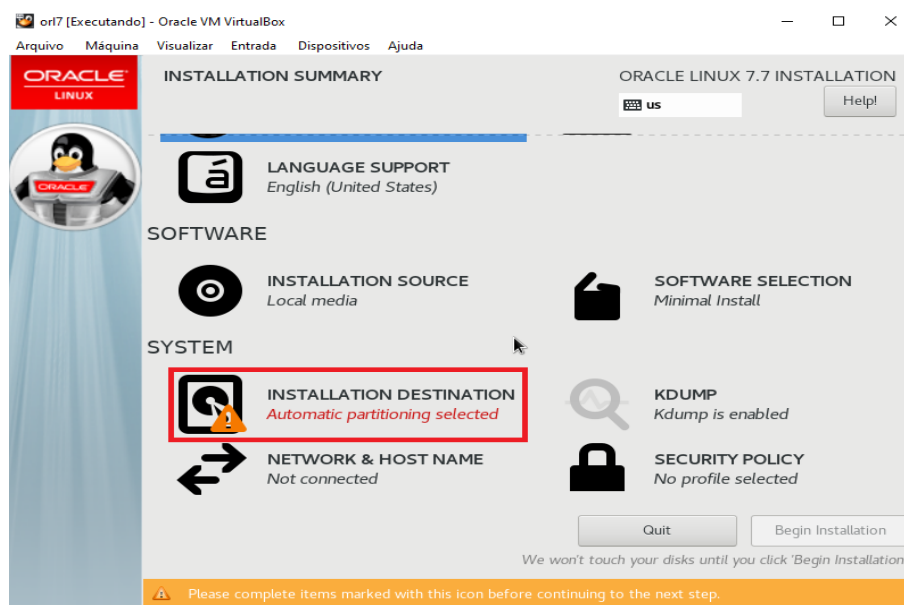 orl7 [Executando] - Oracle VM VirtualBox
Arquivo Máquina Visualizar Entrada Dispositivos Ajuda
ORACLE
LINUX
INSTALLATION SUMMARY
ORACLE LINUX 7.7 INSTALLATION
us
Help!
ORACLE
LANGUAGE SUPPORT
English (United States)
SOFTWARE
INSTALLATION SOURCE
Local media
SOFTWARE SELECTION
Minimal Install
SYSTEM
INSTALLATION DESTINATION
Automatic partitioning selected
KDUMP
Kdump is enabled
NETWORK & HOST NAME
Not connected
SECURITY POLICY
No profile selected
Quit
Begin Installation
We won't touch your disks until you click 'Begin Installation
Please complete items marked with this icon before continuing to the next step.